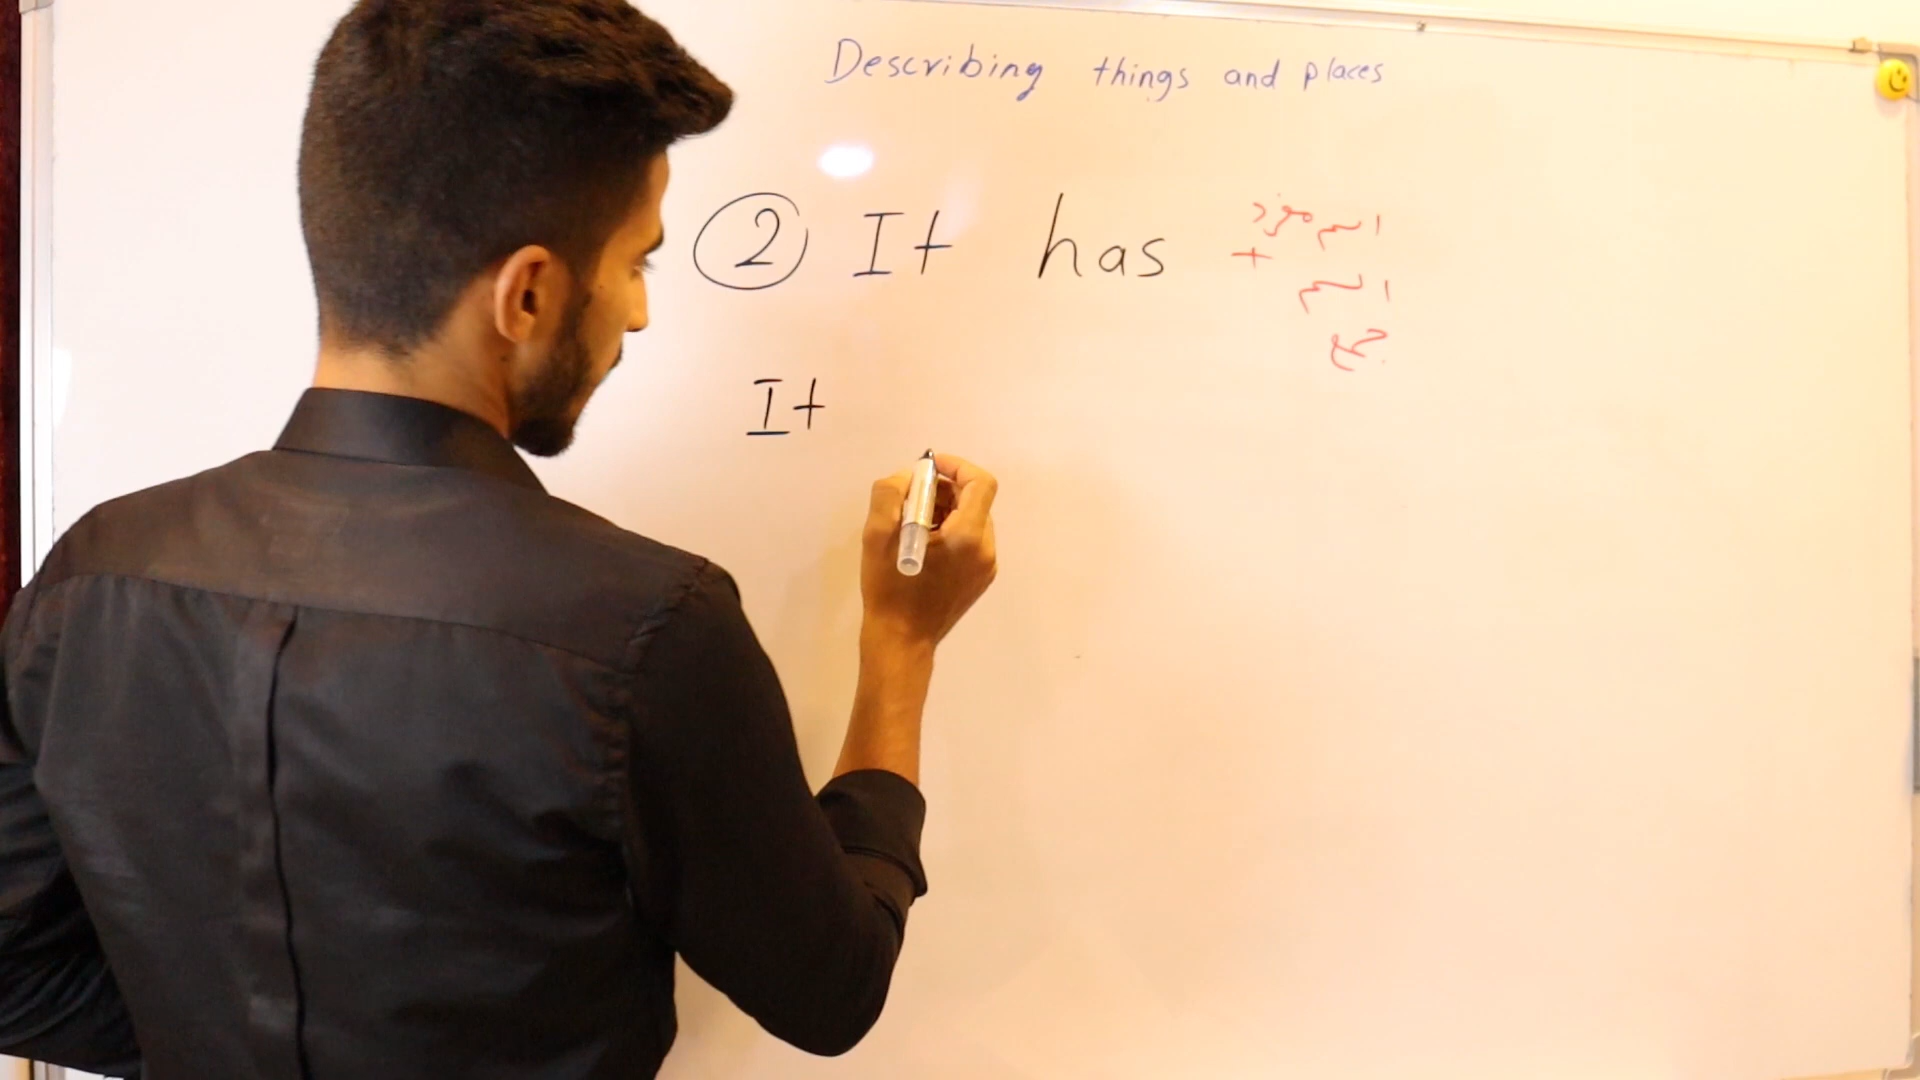 Describing things and places
② It has + اسم مفرد
اسم
جمع
It